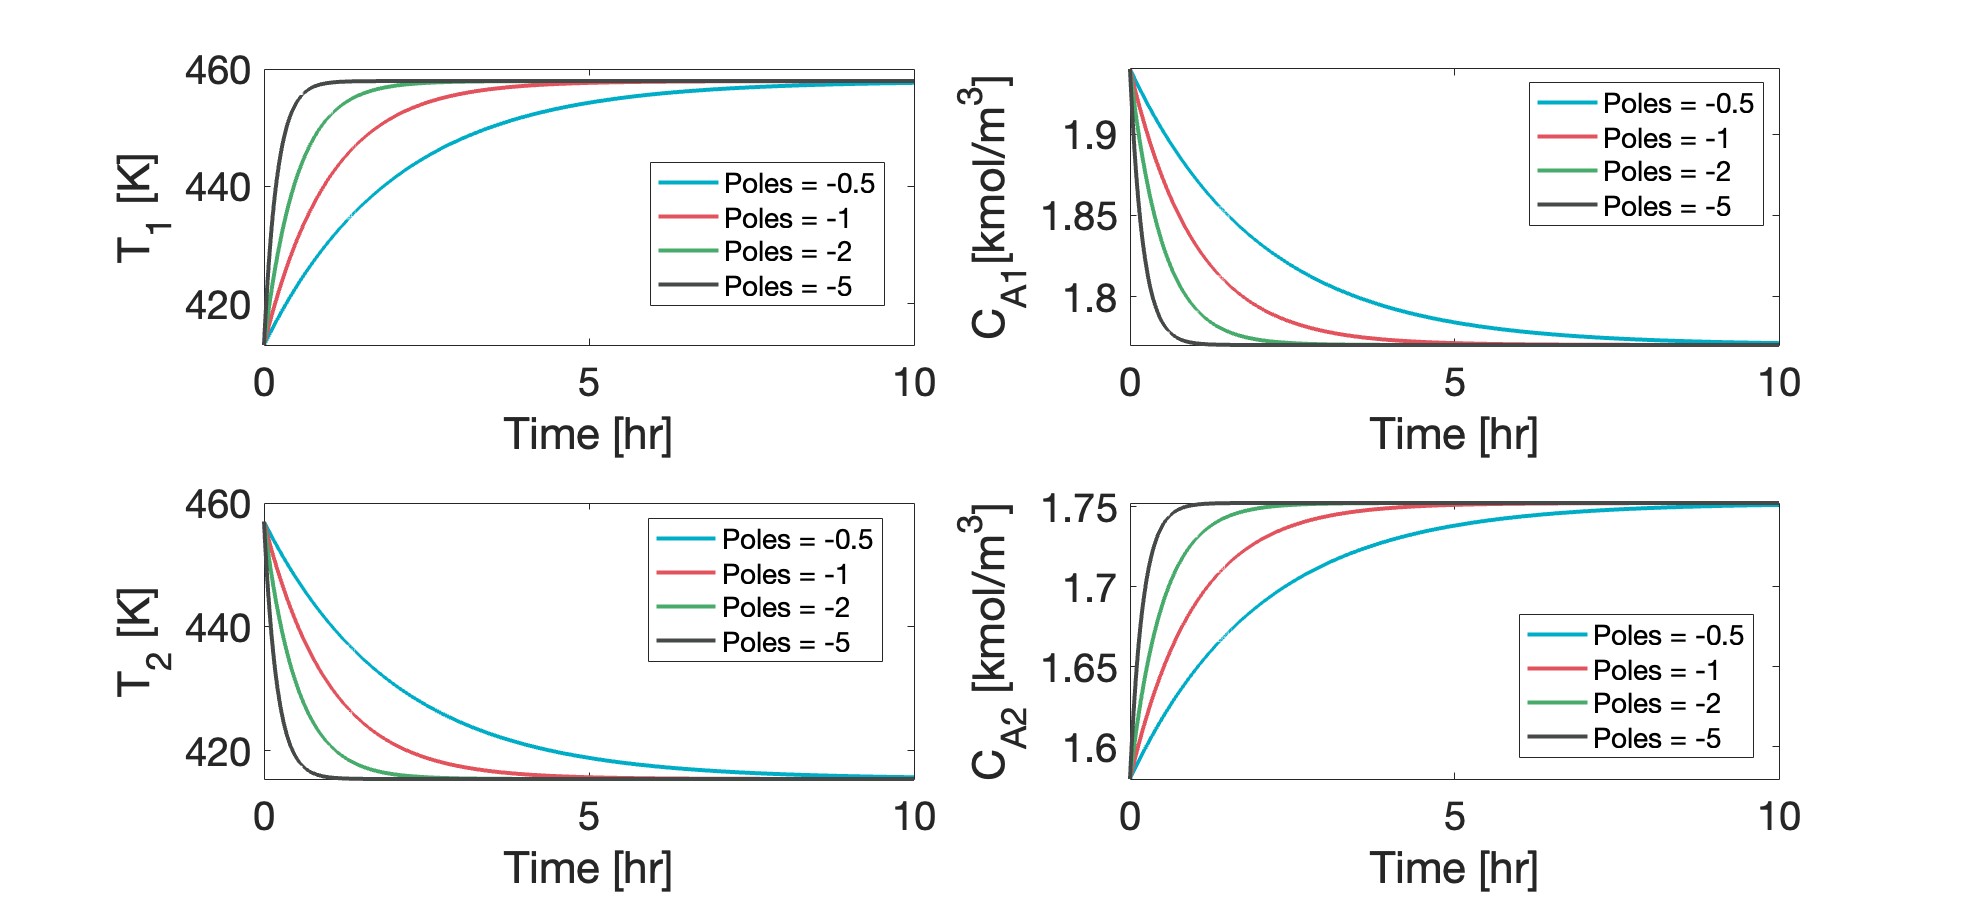 460
440
420
T₁ [K]
0 5 10
Time [hr]
Poles = -0.5
Poles = -1
Poles = -2
Poles = -5
1.9
1.85
1.8
C_A1 [kmol/m³]
0 5 10
Time [hr]
Poles = -0.5
Poles = -1
Poles = -2
Poles = -5
460
440
420
T₂ [K]
0 5 10
Time [hr]
Poles = -0.5
Poles = -1
Poles = -2
Poles = -5
1.75
1.7
1.65
1.6
C_A2 [kmol/m³]
0 5 10
Time [hr]
Poles = -0.5
Poles = -1
Poles = -2
Poles = -5